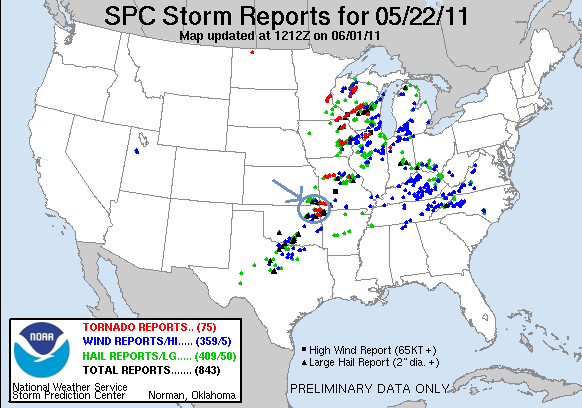 SPC Storm Reports for 05/22/11
Map updated at 1212Z on 06/01/11
NOAA
TORNADO REPORTS.. (75)
WIND REPORTS/HI..... (359/5)
HAIL REPORTS/LG..... (409/50)
TOTAL REPORTS....... (843)
National Weather Service
Storm Prediction Center Norman, Oklahoma
High Wind Report (65KT +)
Large Hail Report (2" dia. +)
PRELIMINARY DATA ONLY